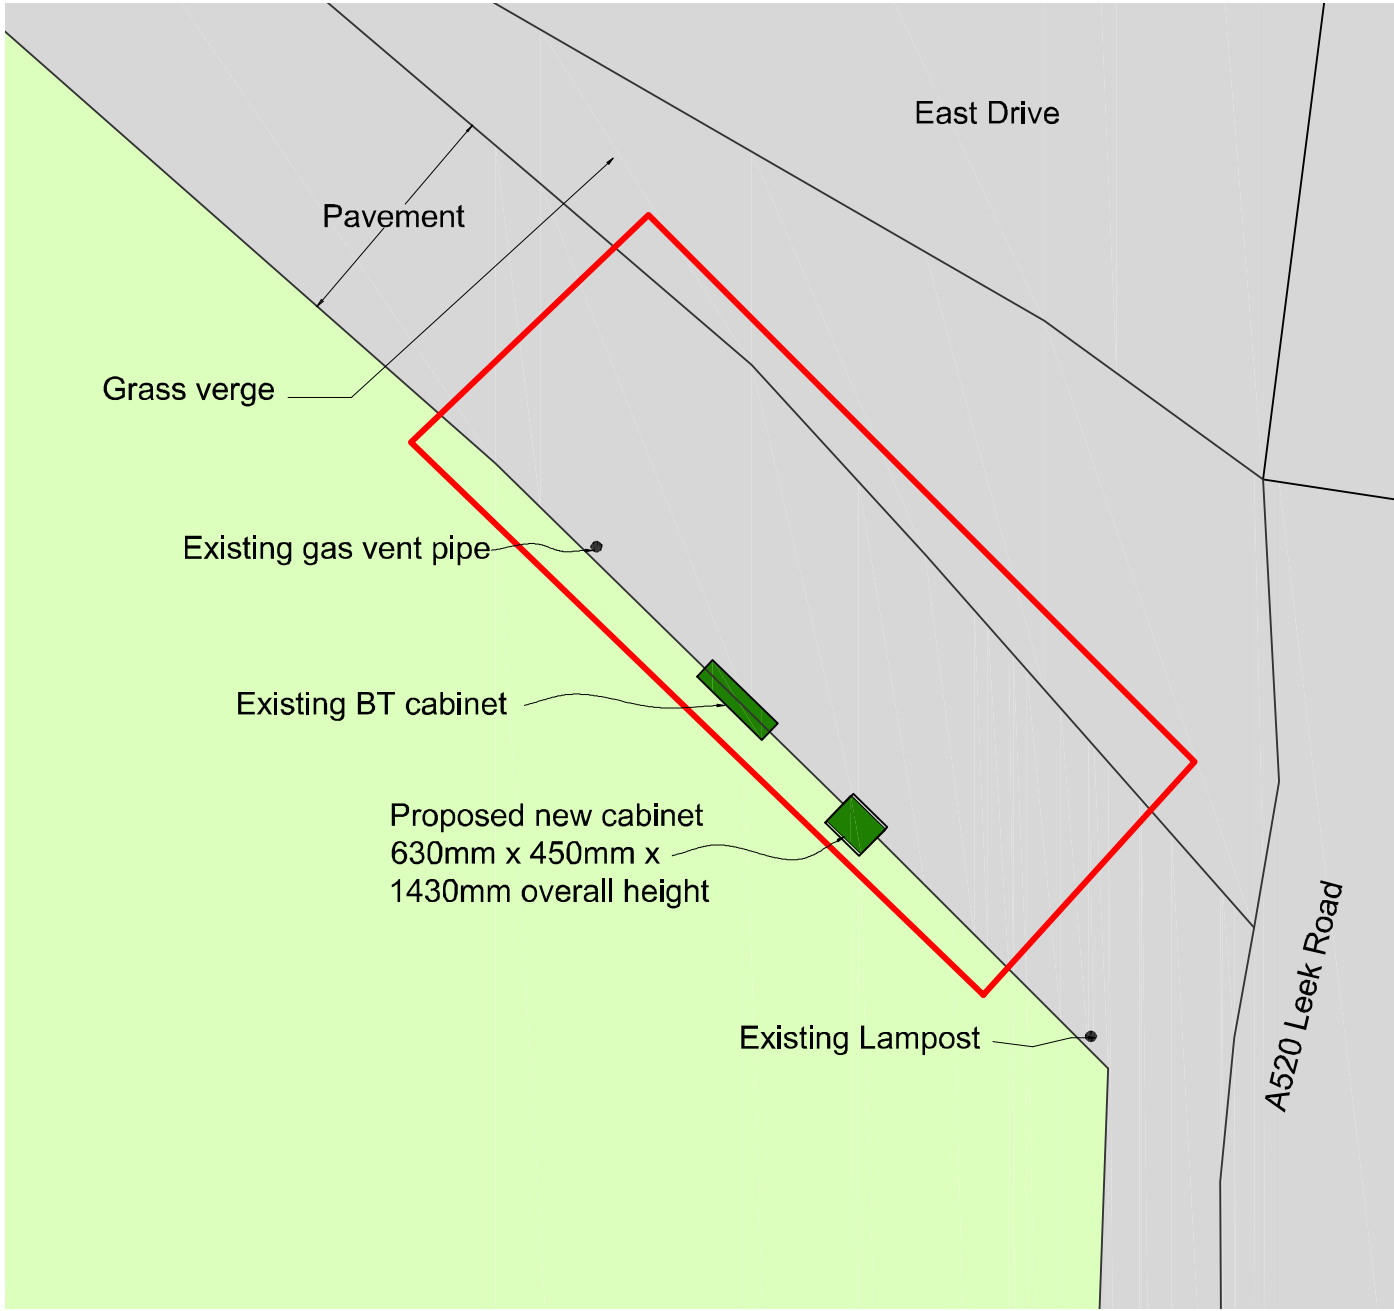 East Drive
Pavement
Grass verge
Existing gas vent pipe
Existing BT cabinet
Proposed new cabinet
630mm x 450mm x
1430mm overall height
A520 Leek Road
Existing Lampost